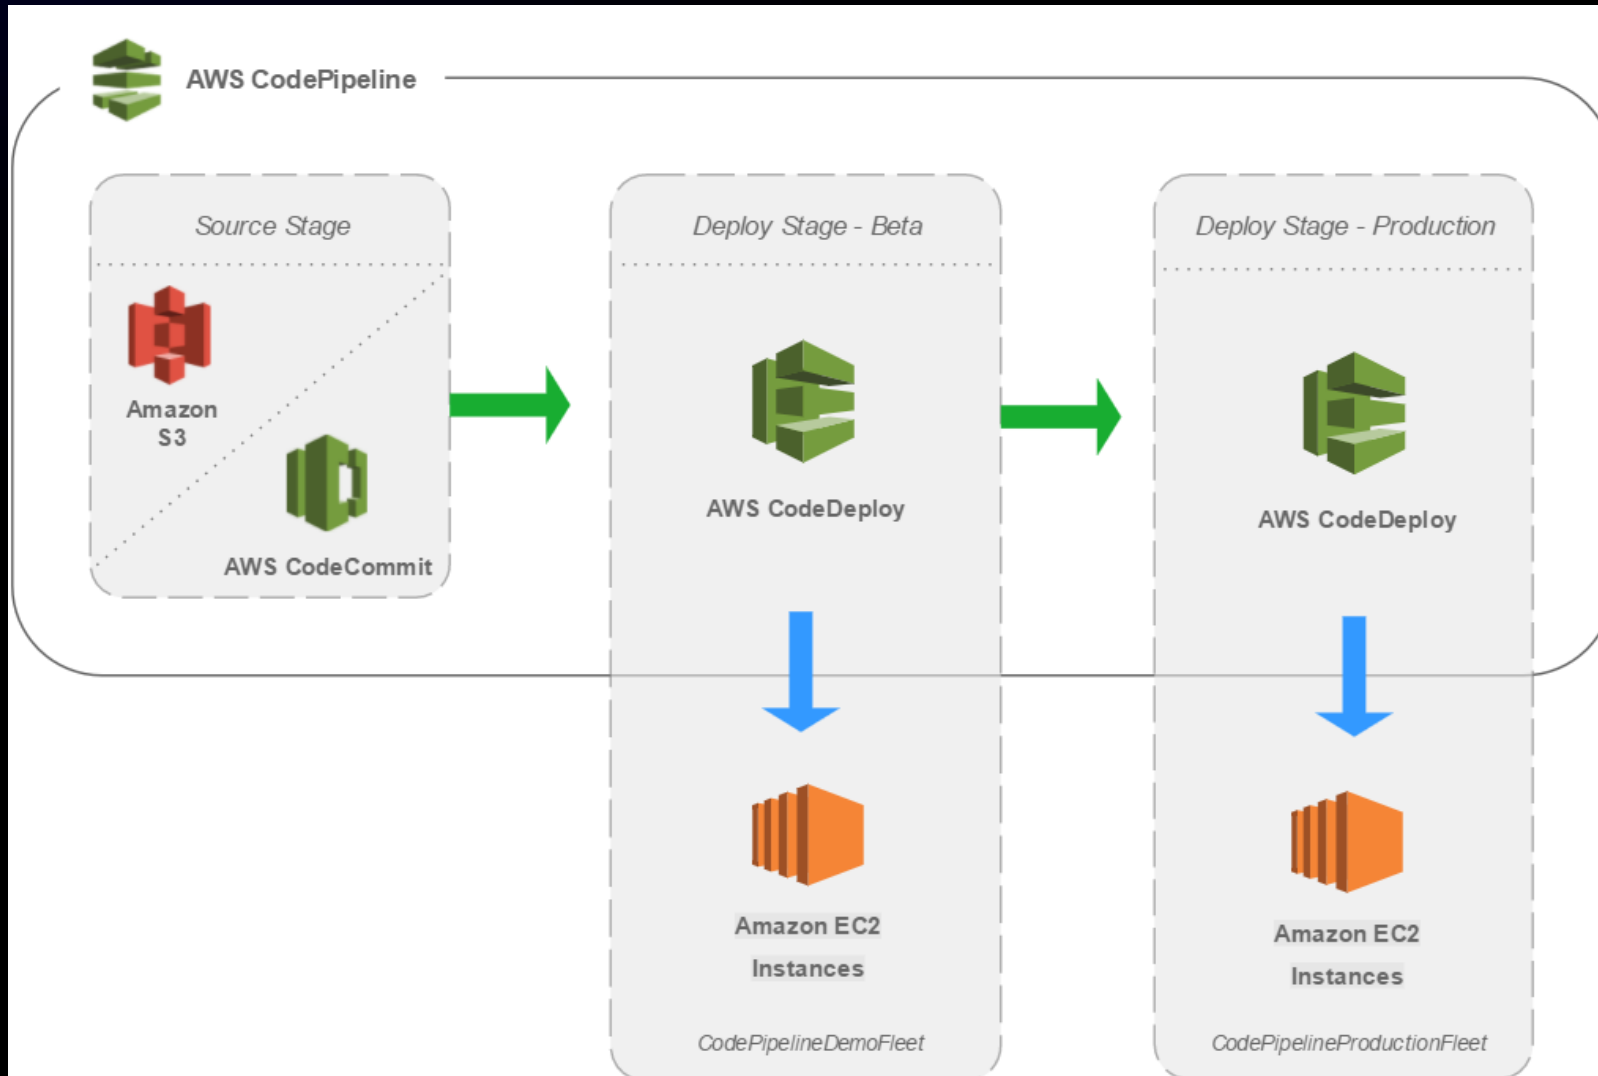 AWS CodePipeline
Source Stage
Amazon
S3
AWS CodeCommit
Deploy Stage - Beta
AWS CodeDeploy
Amazon EC2
Instances
CodePipelineDemoFleet
Deploy Stage - Production
AWS CodeDeploy
Amazon EC2
Instances
CodePipelineProductionFleet